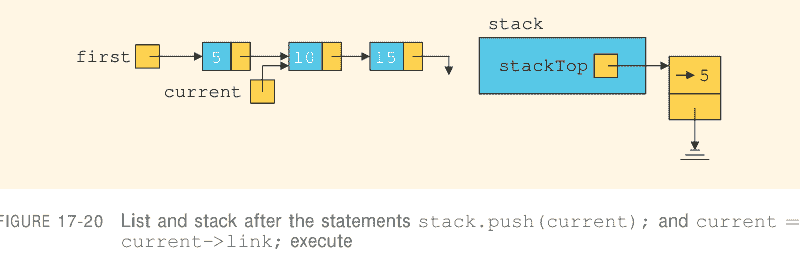 stack
first 5 10 15 stackTop 5
current
FIGURE 17-20 List and stack after the statements stack.push(current); and current =
current->link; execute